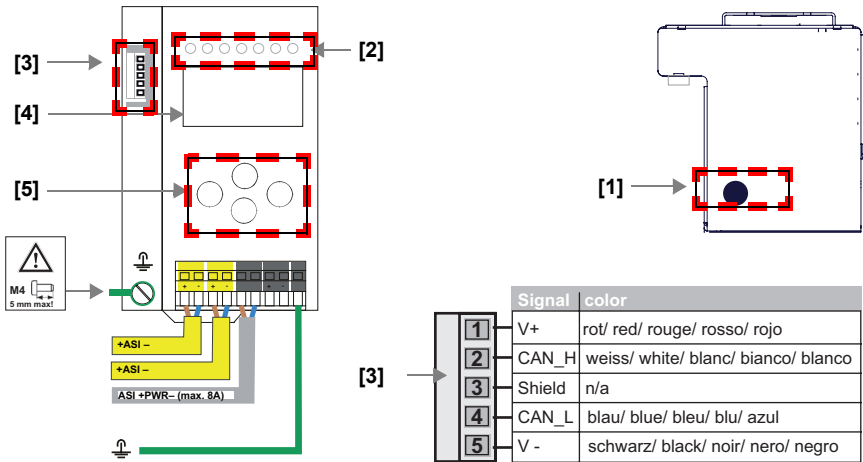 [3]
[2]
[4]
[5]
[1]
M4
5 mm max!
+ - + - + -
+ASI –
+ASI –
ASI +PWR– (max. 8A)
[3]
Signal color
1 V+ rot/ red/ rouge/ rosso/ rojo
2 CAN_H weiss/ white/ blanc/ bianco/ blanco
3 Shield n/a
4 CAN_L blau/ blue/ bleu/ blu/ azul
5 V - schwarz/ black/ noir/ nero/ negro